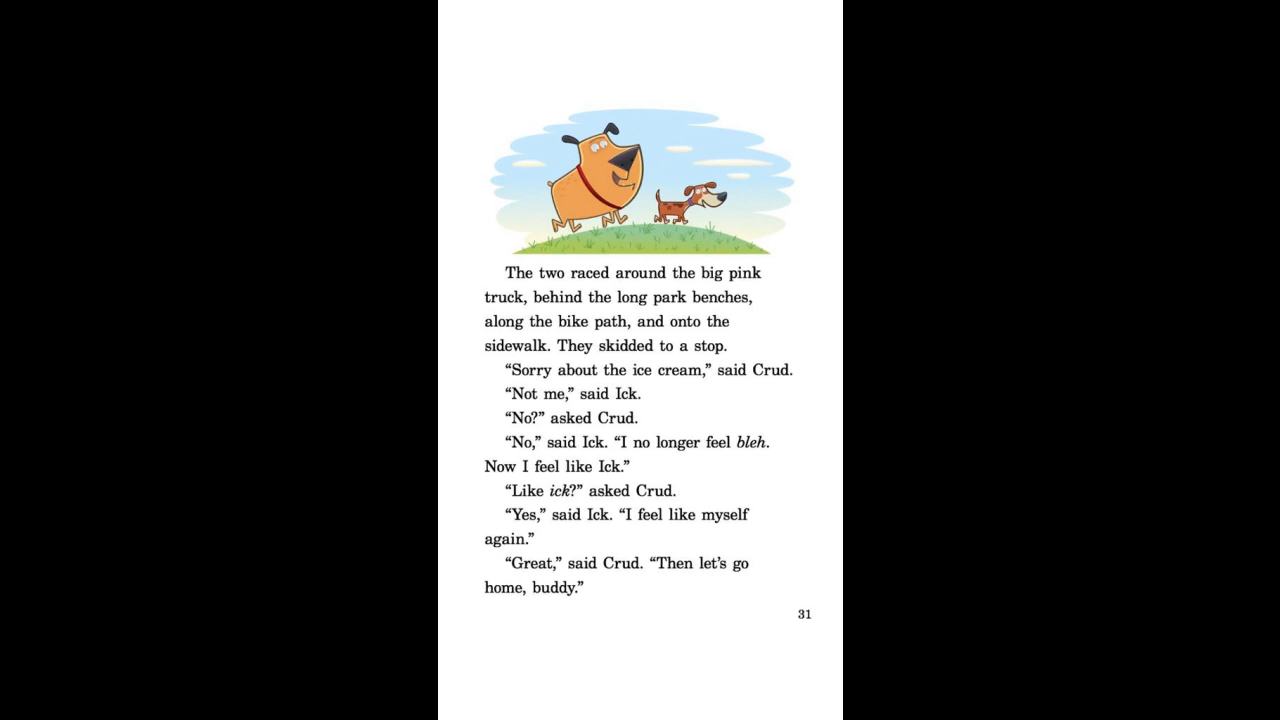 The two raced around the big pink
truck, behind the long park benches,
along the bike path, and onto the
sidewalk. They skidded to a stop.
“Sorry about the ice cream,” said Crud.
“Not me,” said Ick.
“No?” asked Crud.
“No,” said Ick. “I no longer feel bleh.
Now I feel like Ick.”
“Like ick?” asked Crud.
“Yes,” said Ick. “I feel like myself
again.”
“Great,” said Crud. “Then let’s go
home, buddy.”
31